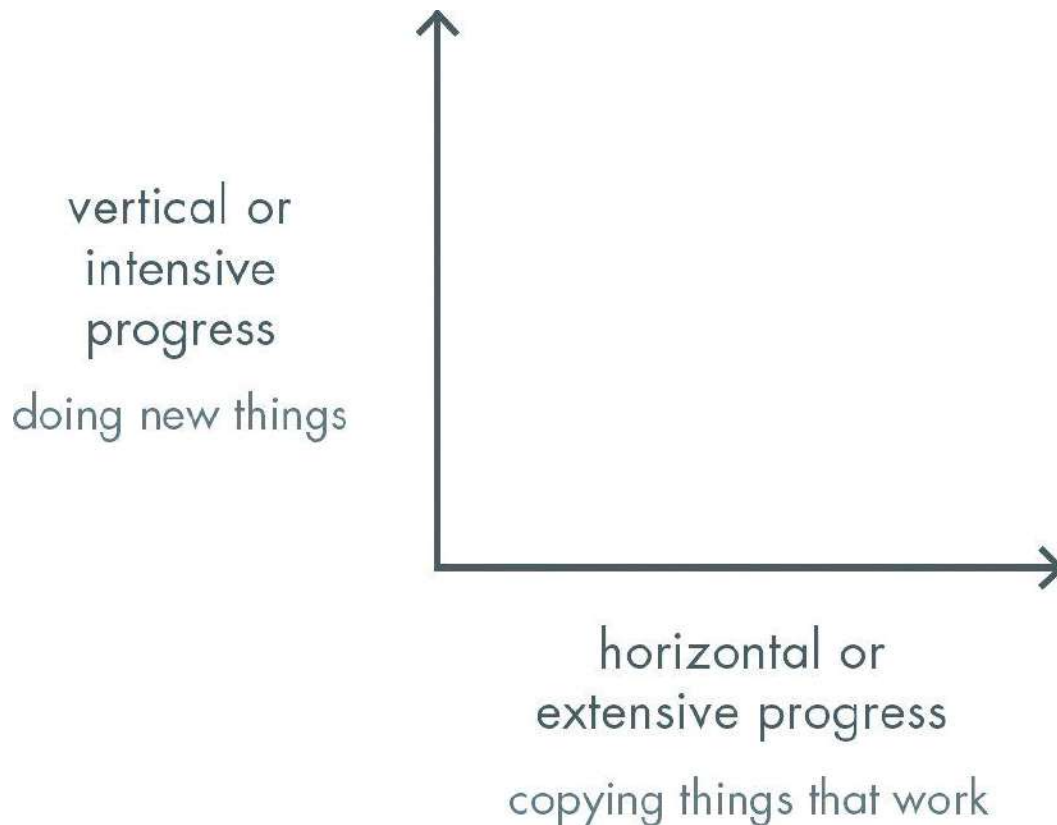 vertical or
intensive
progress
doing new things
horizontal or
extensive progress
copying things that work